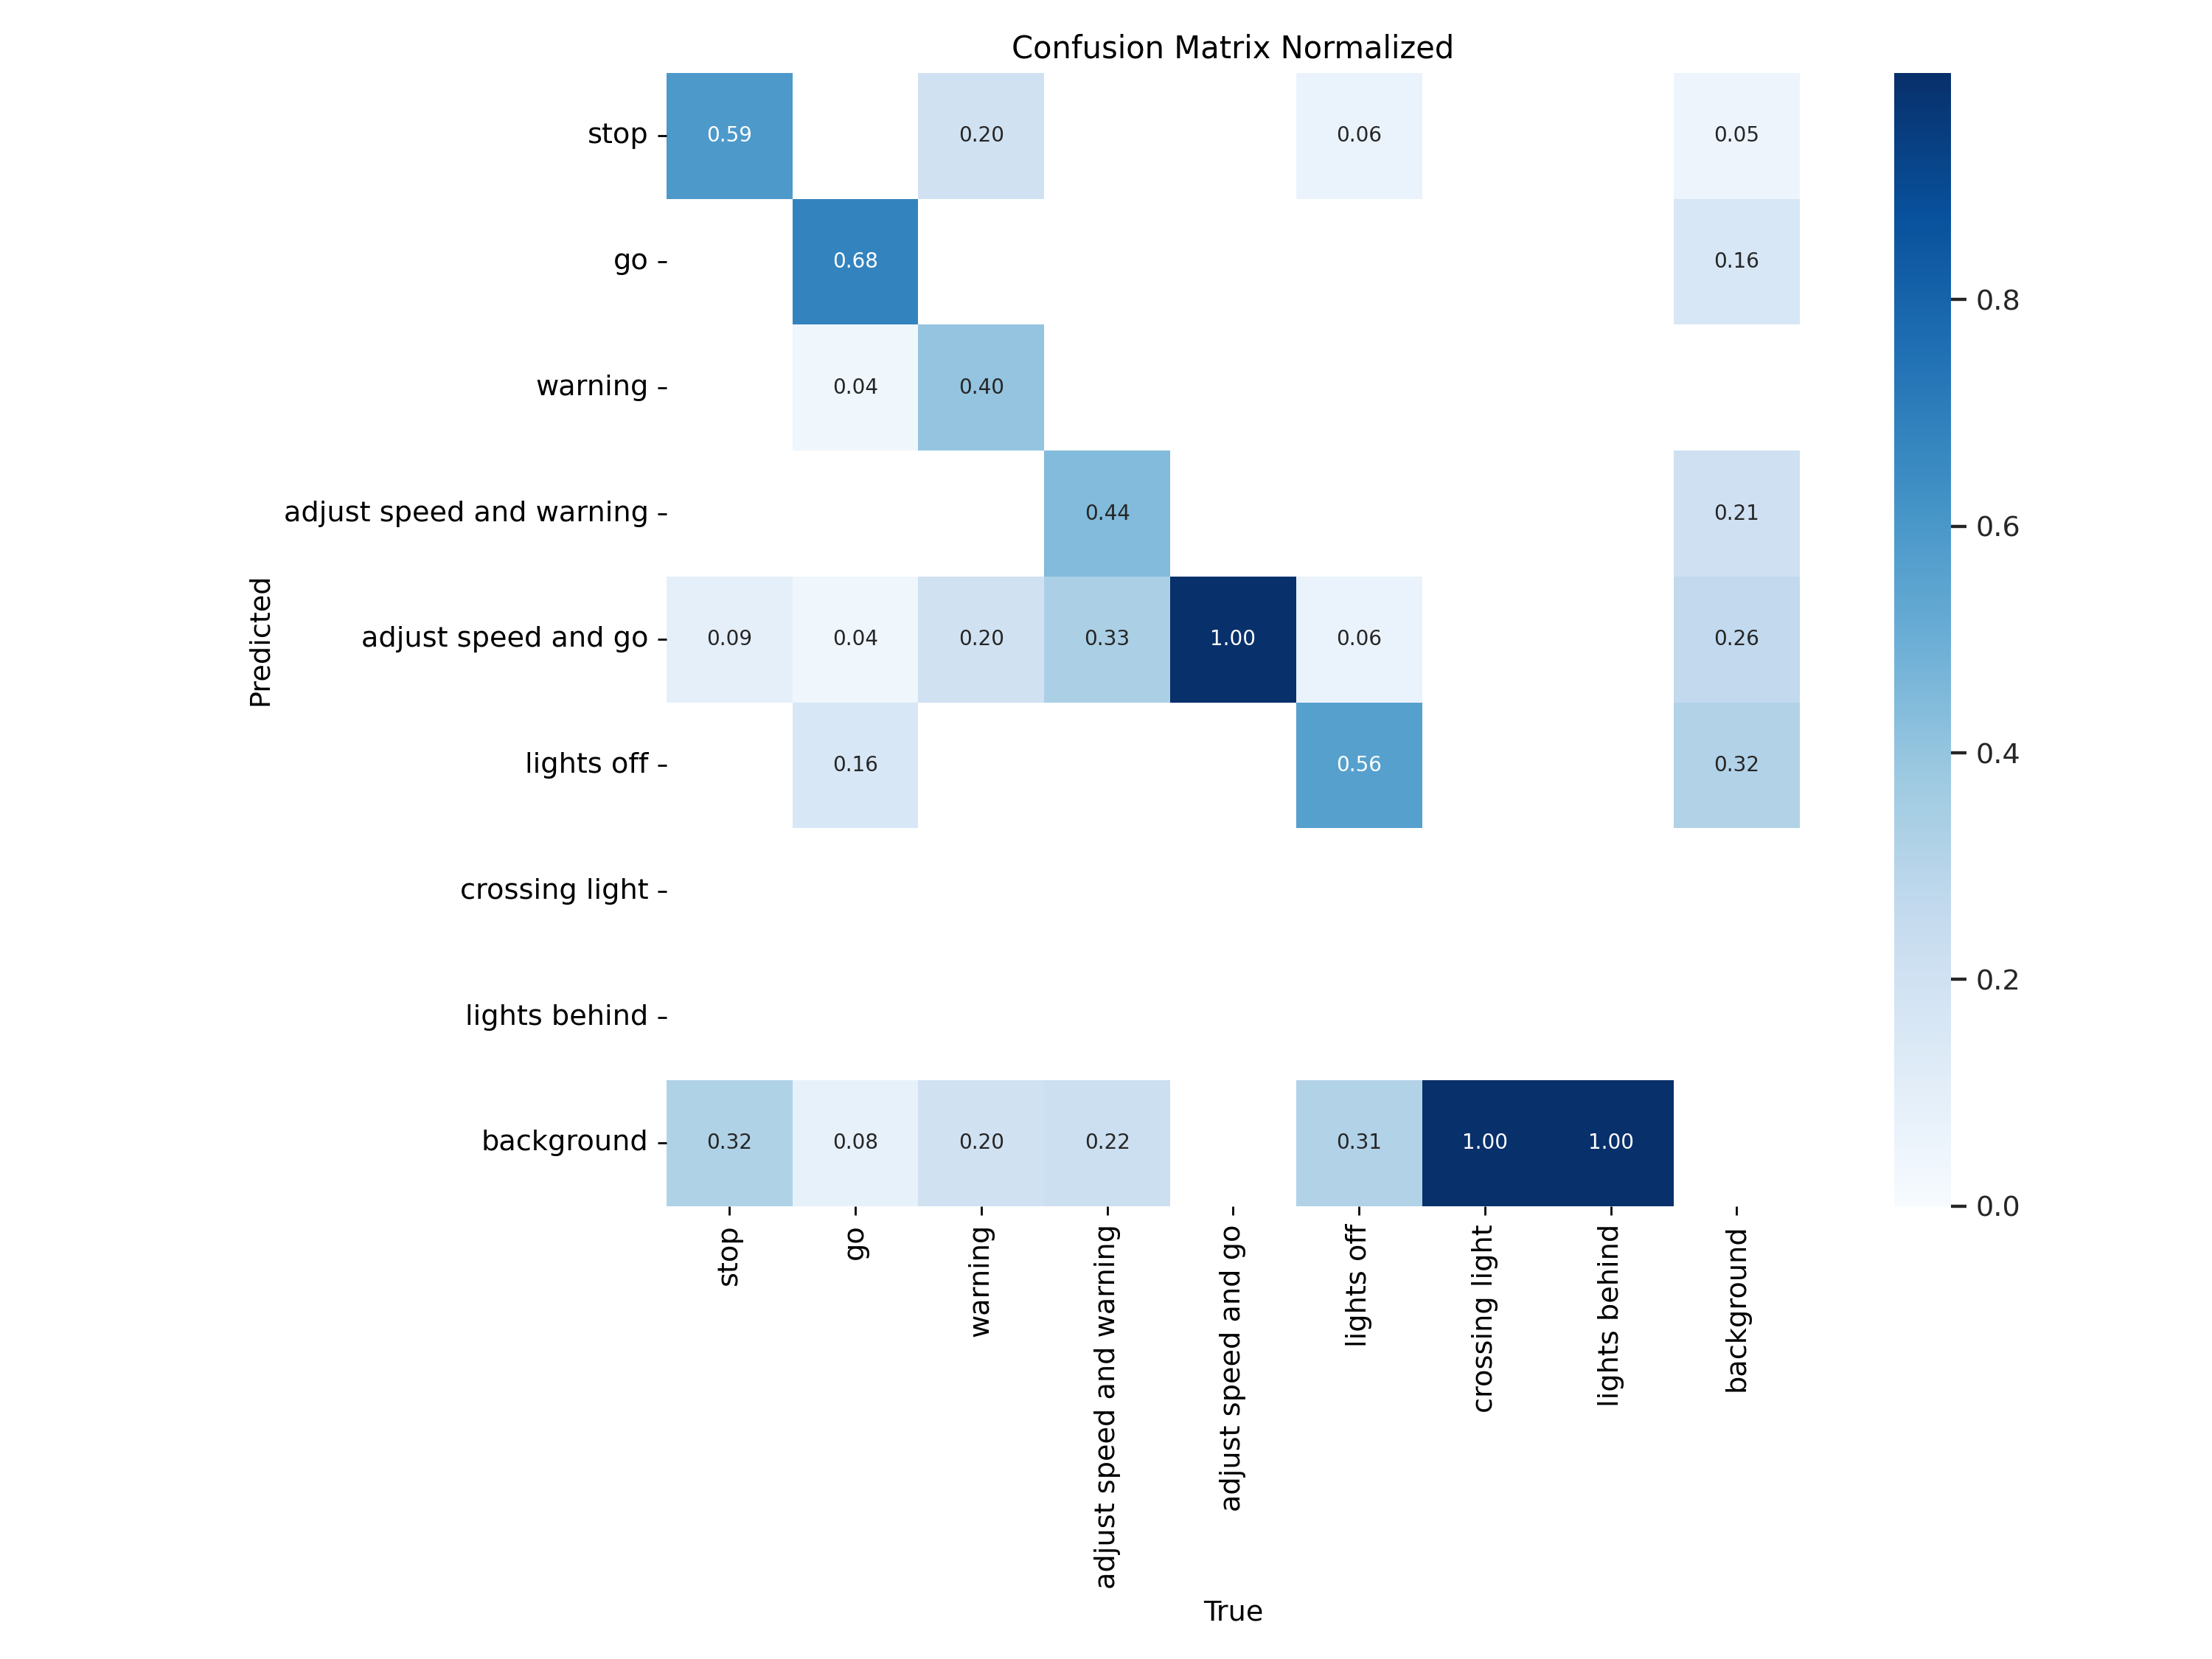 Confusion Matrix Normalized
stop
0.59
0.20
0.06
0.05
go
0.68
0.16
0.8
warning
0.04
0.40
adjust speed and warning
0.44
0.21
0.6
Predicted
adjust speed and go
0.09
0.04
0.20
0.33
1.00
0.06
0.26
lights off
0.16
0.56
0.32
0.4
crossing light
lights behind
0.2
background
0.32
0.08
0.20
0.22
0.31
1.00
1.00
0.0
stop
go
warning
adjust speed and warning
adjust speed and go
lights off
crossing light
lights behind
background
True